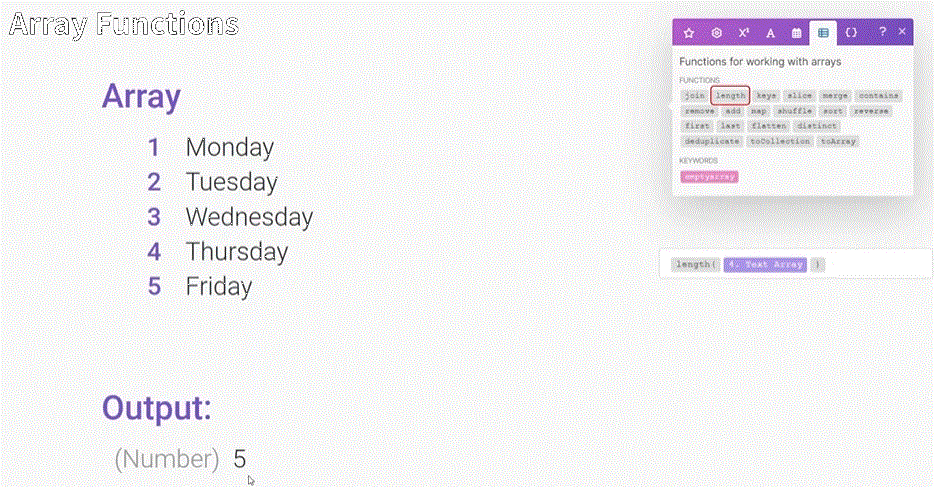 Array Functions
Array
1 Monday
2 Tuesday
3 Wednesday
4 Thursday
5 Friday
Output:
(Number) 5
X² A {} ? ×
Functions for working with arrays
FUNCTIONS
join length keys slice merge contains
remove add map shuffle sort reverse
first last flatten distinct
deduplicate toCollection toArray
KEYWORDS
emptyarray
length( 4. Text Array )